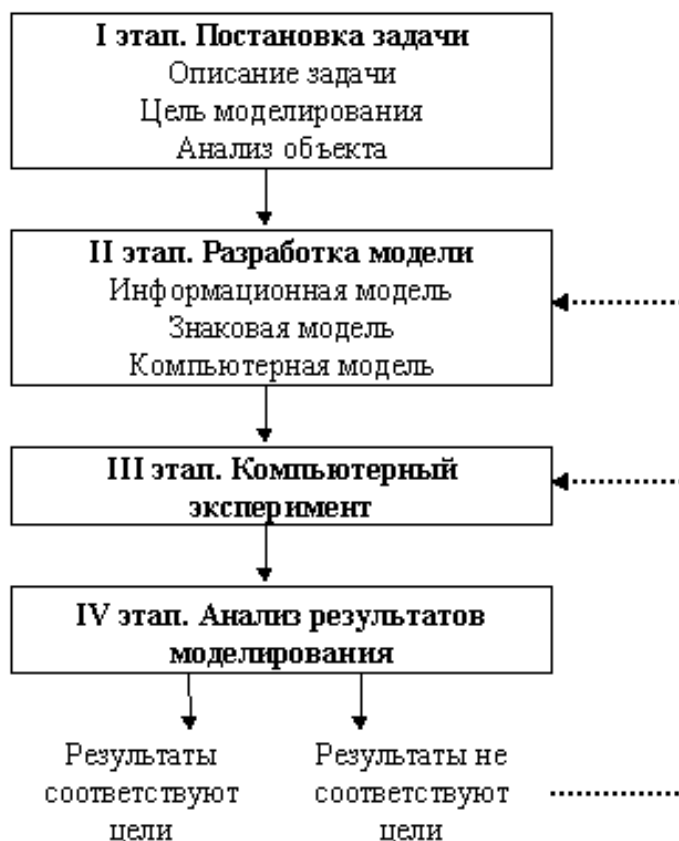 I этап. Постановка задачи
Описание задачи
Цель моделирования
Анализ объекта
II этап. Разработка модели
Информационная модель
Знаковая модель
Компьютерная модель
III этап. Компьютерный
эксперимент
IV этап. Анализ результатов
моделирования
Результаты
соответствуют
цели
Результаты не
соответствуют
цели